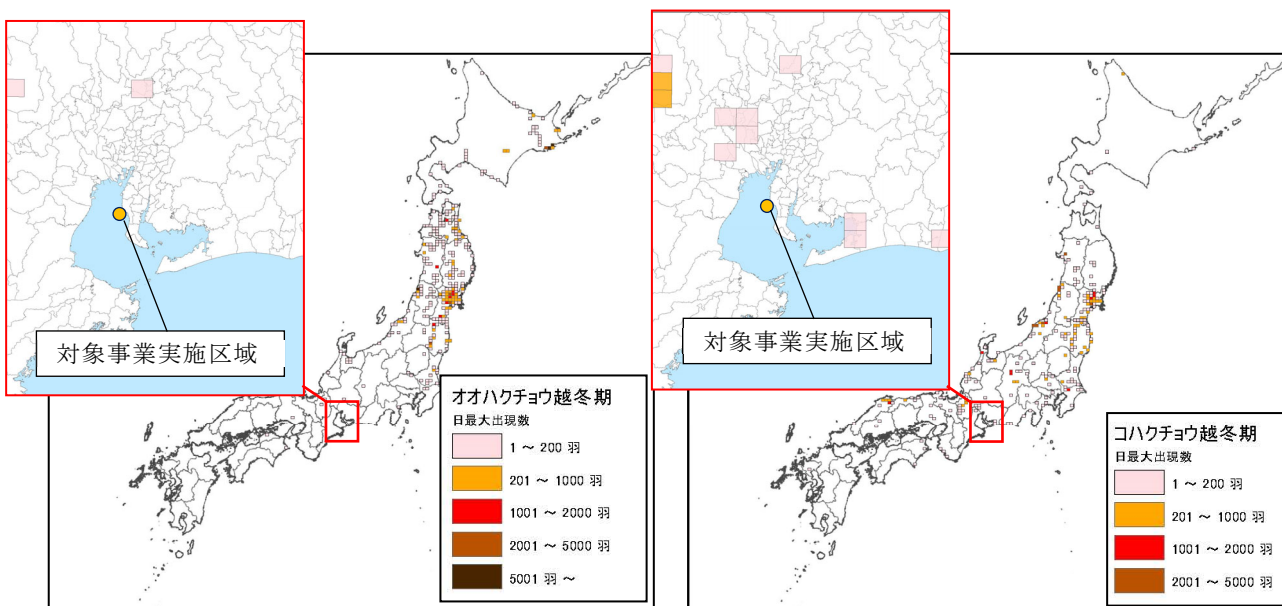 対象事業実施区域
オオハクチョウ越冬期
日最大出現数
1 ～ 200 羽
201 ～ 1000 羽
1001 ～ 2000 羽
2001 ～ 5000 羽
5001 羽 ～
対象事業実施区域
コハクチョウ越冬期
日最大出現数
1 ～ 200 羽
201 ～ 1000 羽
1001 ～ 2000 羽
2001 ～ 5000 羽